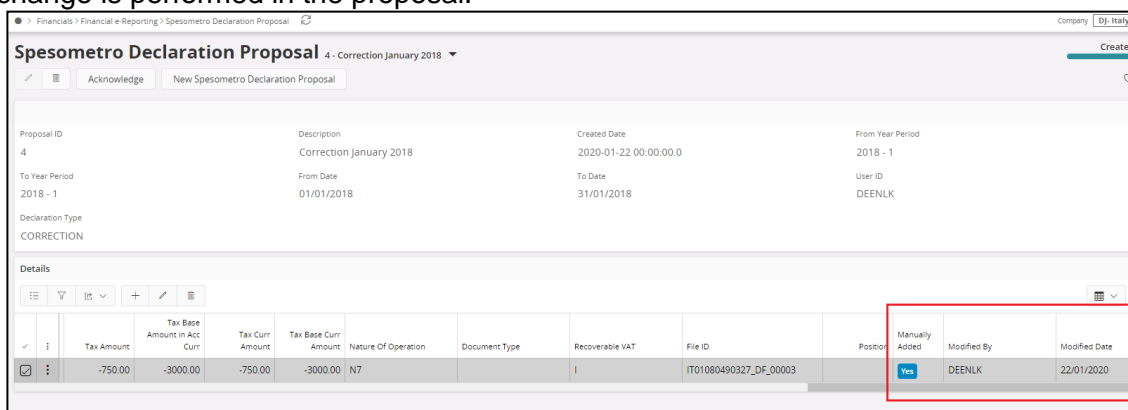 change is performed in the proposal.
> Financials > Financial e-Reporting > Spesometro Declaration Proposal
Company DJ- Italy
Spesometro Declaration Proposal 4 - Correction January 2018
Create
Acknowledge New Spesometro Declaration Proposal
Proposal ID Description Created Date From Year Period
4 Correction January 2018 2020-01-22 00:00:00.0 2018 - 1
To Year Period From Date To Date User ID
2018 - 1 01/01/2018 31/01/2018 DEENLK
Declaration Type
CORRECTION
Details
Tax Amount Tax Base Amount in Acc Curr Tax Curr Amount Tax Base Curr Amount Nature Of Operation Document Type Recoverable VAT File ID Position Manually Added Modified By Modified Date
-750.00 -3000.00 -750.00 -3000.00 N7 I IT01080490327_DF_00003 Yes DEENLK 22/01/2020